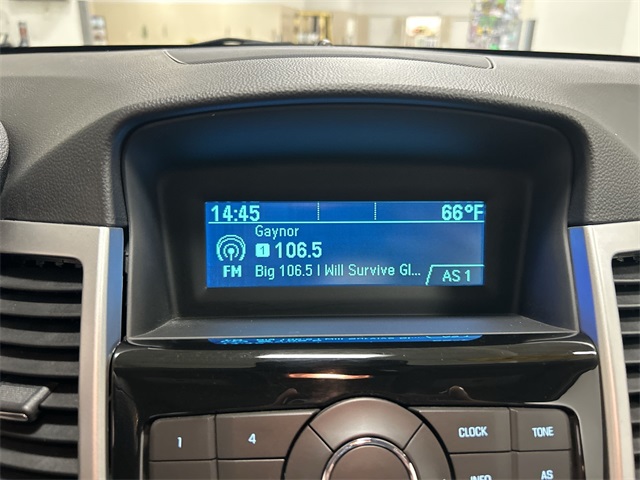 14:45 66°F
Gaynor
1 106.5
FM Big 106.5 I Will Survive Gl... AS 1
1 4 CLOCK TONE
INFO AS